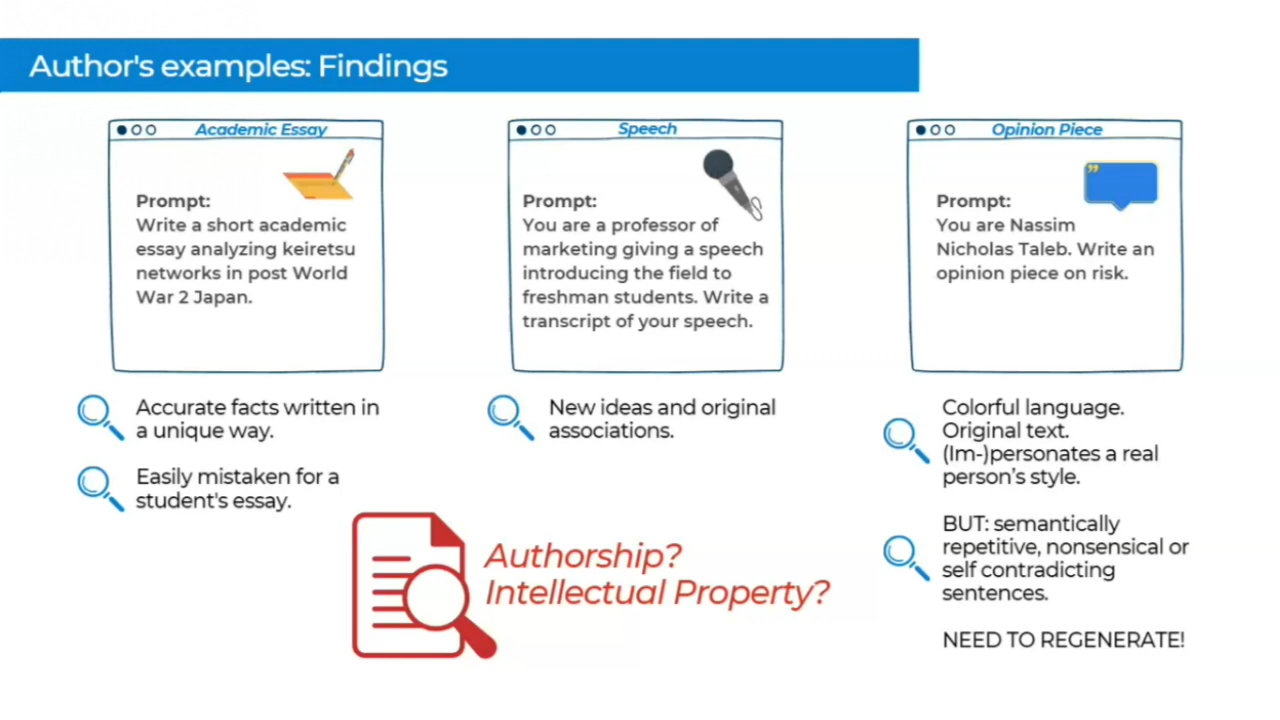 Author's examples: Findings
Academic Essay
Prompt:
Write a short academic
essay analyzing keiretsu
networks in post World
War 2 Japan.
Accurate facts written in
a unique way.
Easily mistaken for a
student's essay.
Speech
Prompt:
You are a professor of
marketing giving a speech
introducing the field to
freshman students. Write a
transcript of your speech.
New ideas and original
associations.
Opinion Piece
Prompt:
You are Nassim
Nicholas Taleb. Write an
opinion piece on risk.
Colorful language.
Original text.
(Im-)personates a real
person’s style.
BUT: semantically
repetitive, nonsensical or
self contradicting
sentences.
NEED TO REGENERATE!
Authorship?
Intellectual Property?